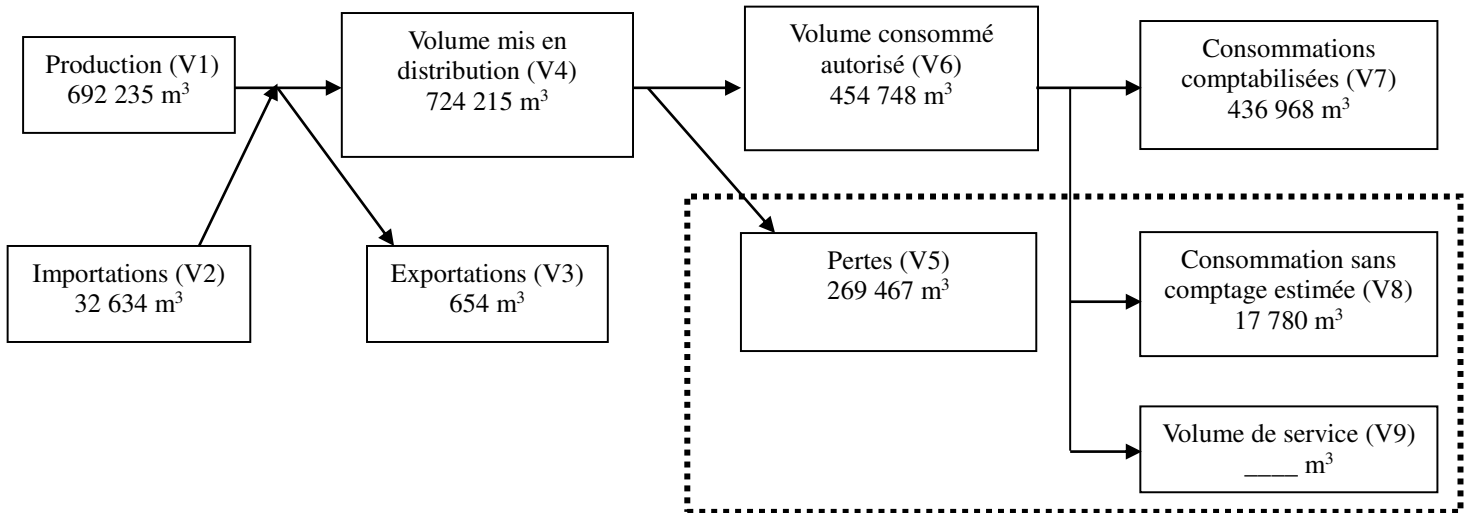 Production (V1)
692 235 m³
Volume mis en
distribution (V4)
724 215 m³
Volume consommé
autorisé (V6)
454 748 m³
Consommations
comptabilisées (V7)
436 968 m³
Importations (V2)
32 634 m³
Exportations (V3)
654 m³
Pertes (V5)
269 467 m³
Consommation sans
comptage estimée (V8)
17 780 m³
Volume de service (V9)
____ m³